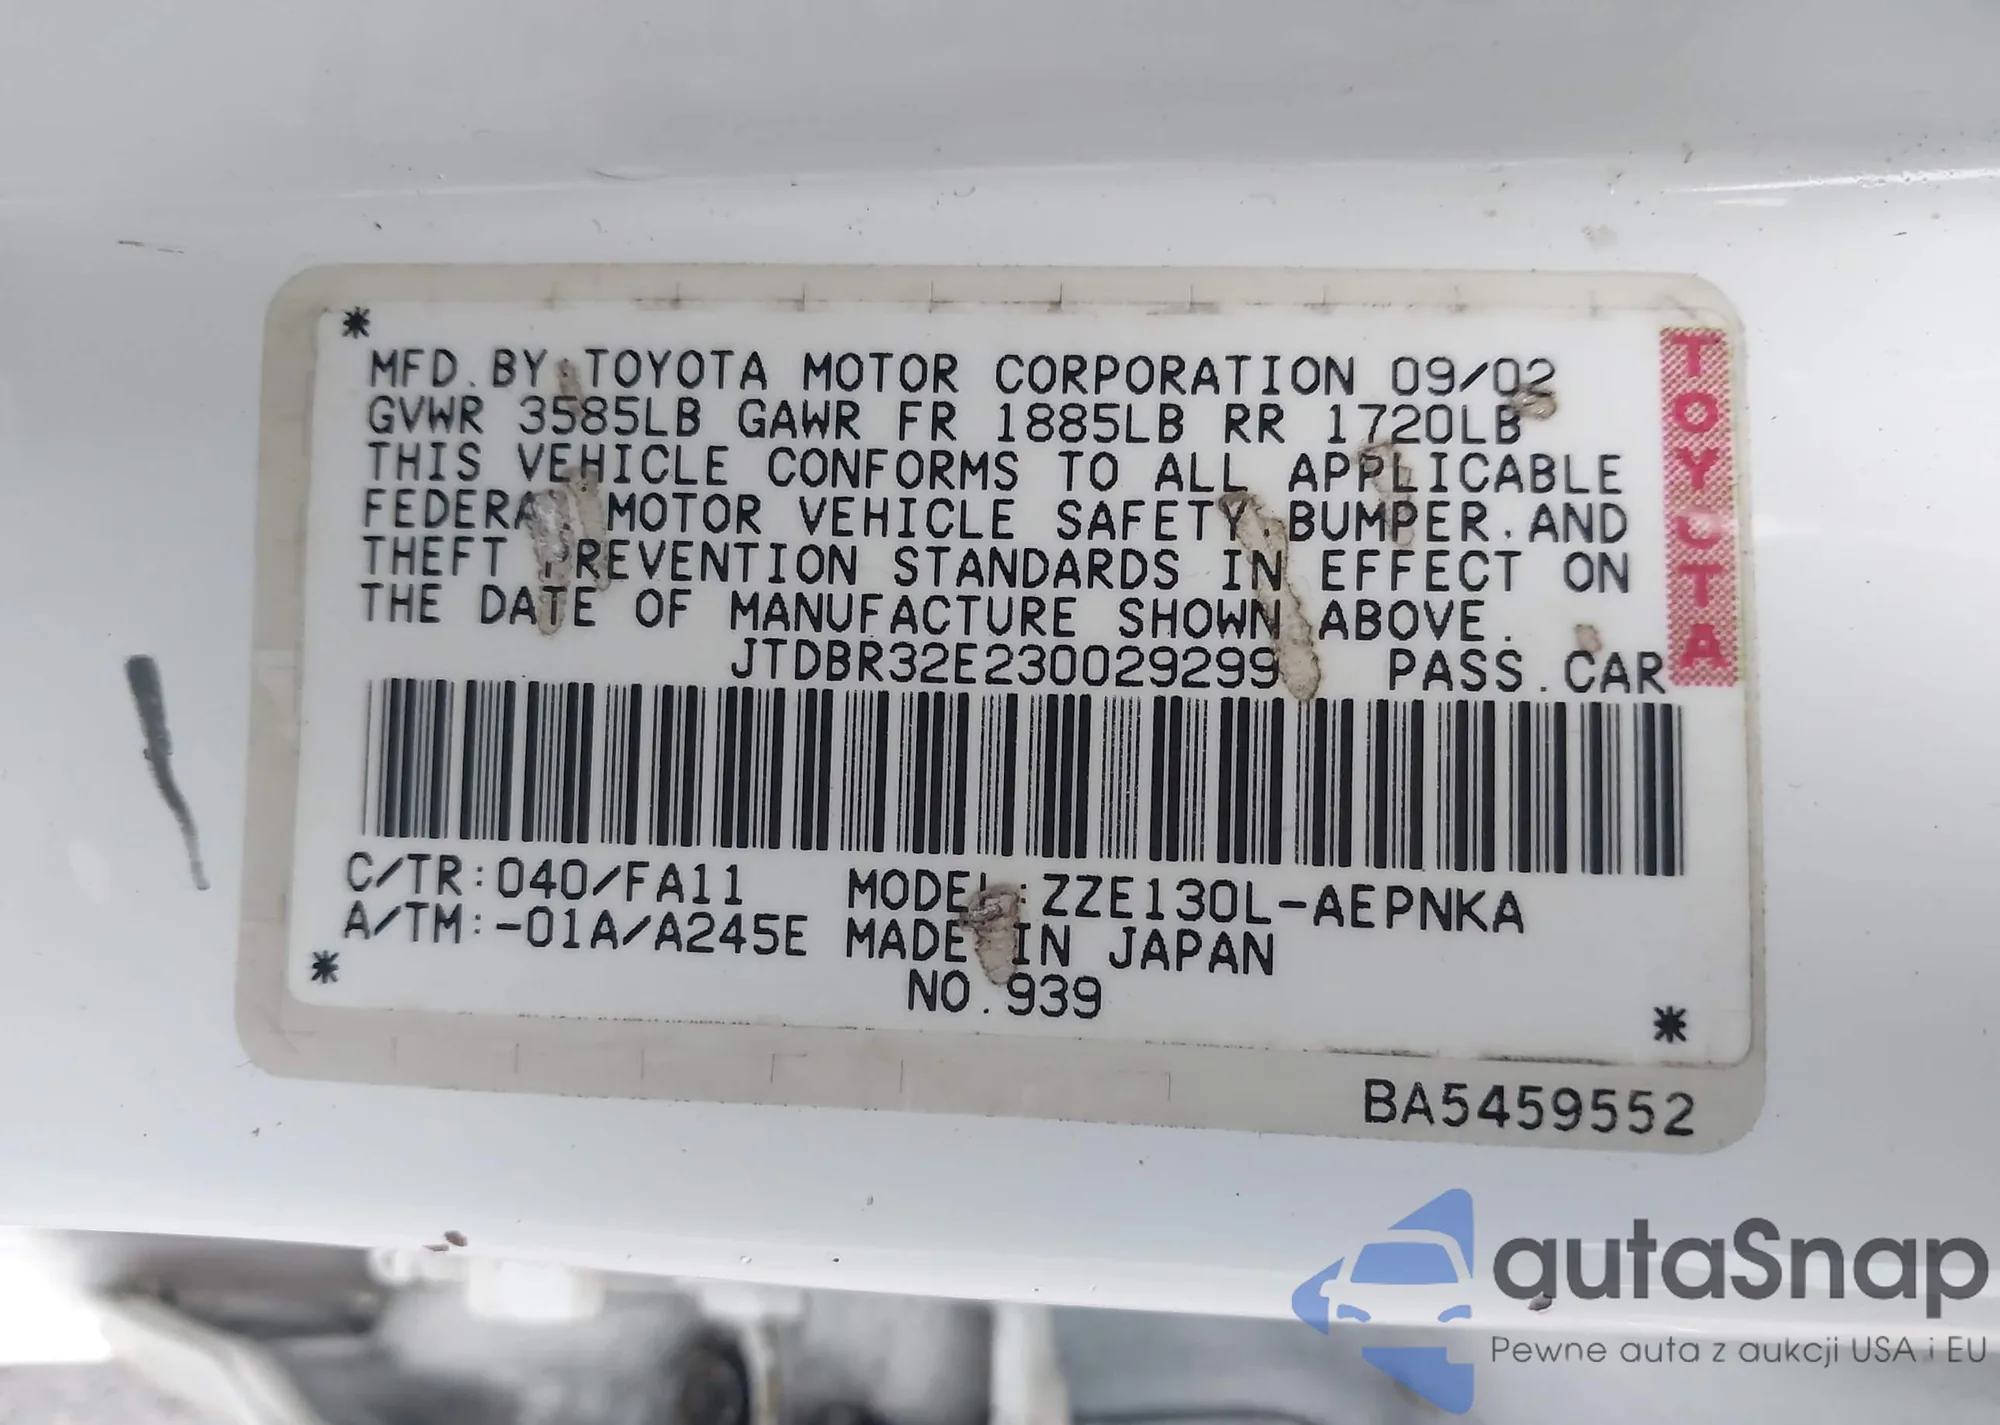 *
MFD.BY:TOYOTA MOTOR CORPORATION 09/02
GVWR 3585LB GAWR FR 1885LB RR 1720LB
THIS VEHICLE CONFORMS TO ALL APPLICABLE
FEDERAL MOTOR VEHICLE SAFETY,BUMPER.AND
THEFT PREVENTION STANDARDS IN EFFECT ON
THE DATE OF MANUFACTURE SHOWN ABOVE.
JTDBR32E230029299 PASS.CAR
TOYOTA
C/TR:040/FA11 MODEL:ZZE130L-AEPNKA
A/TM:-01A/A245E MADE IN JAPAN
NO.939
* *
BA5459552
autaSnap
Pewne auta z aukcji USA i EU